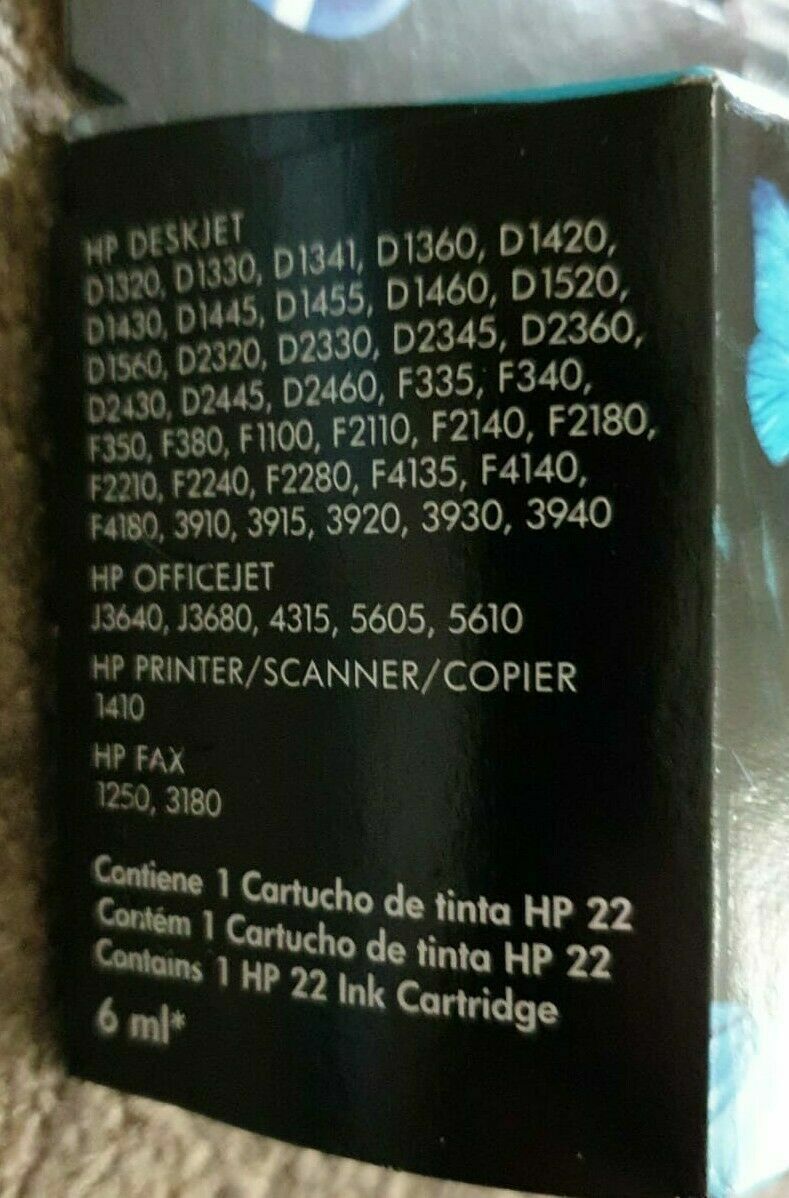 HP DESKJET
D1320, D1330, D1341, D1360, D1420,
D1430, D1445, D1455, D1460, D1520,
D1560, D2320, D2330, D2345, D2360,
D2430, D2445, D2460, F335, F340,
F350, F380, F1100, F2110, F2140, F2180,
F2210, F2240, F2280, F4135, F4140,
F4180, 3910, 3915, 3920, 3930, 3940
HP OFFICEJET
J3640, J3680, 4315, 5605, 5610
HP PRINTER/SCANNER/COPIER
1410
HP FAX
1250, 3180
Contiene 1 Cartucho de tinta HP 22
Contém 1 Cartucho de tinta HP 22
Contains 1 HP 22 Ink Cartridge
6 ml*